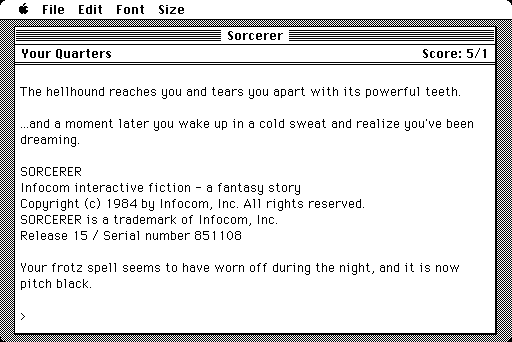 File Edit Font Size
Sorcerer
Your Quarters Score: 5/1
The hellhound reaches you and tears you apart with its powerful teeth.
...and a moment later you wake up in a cold sweat and realize you've been
dreaming.
SORCERER
Infocom interactive fiction - a fantasy story
Copyright (c) 1984 by Infocom, Inc. All rights reserved.
SORCERER is a trademark of Infocom, Inc.
Release 15 / Serial number 851108
Your frotz spell seems to have worn off during the night, and it is now
pitch black.
>